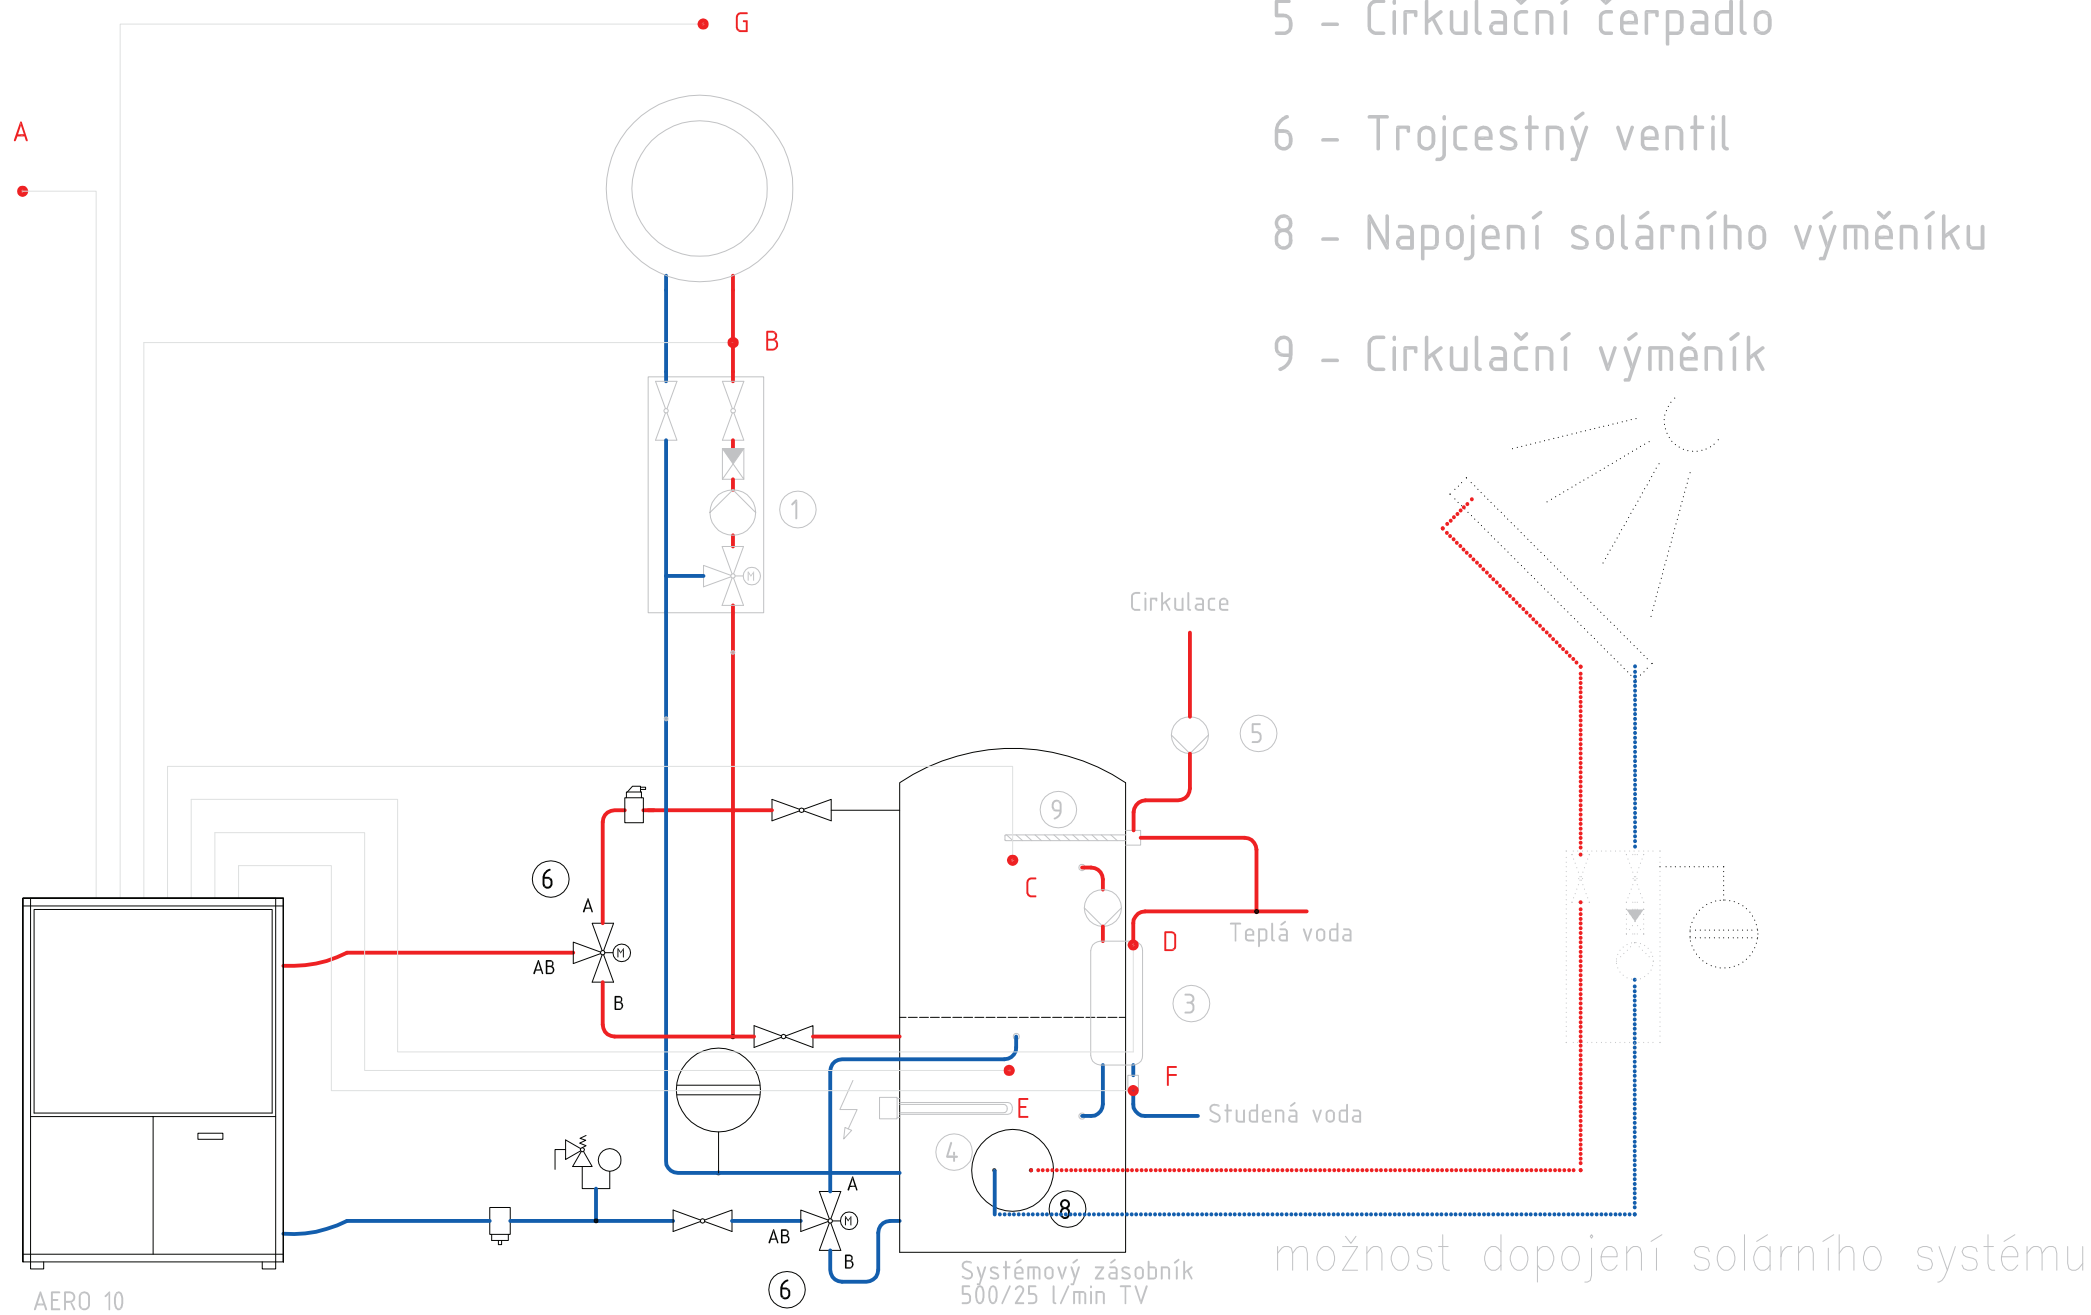 G
5 - Cirkulační čerpadlo
A
6 - Trojcestný ventil
8 - Napojení solárního výměníku
B
9 - Cirkulační výměník
1
M
Cirkulace
5
9
6
A
C
AB
M
B
D
Teplá voda
3
F
E
Studená voda
4
A
8
AB
M
B
6
Systémový zásobník
500/25 l/min TV
možnost dopojení solárního systému
AERO 10